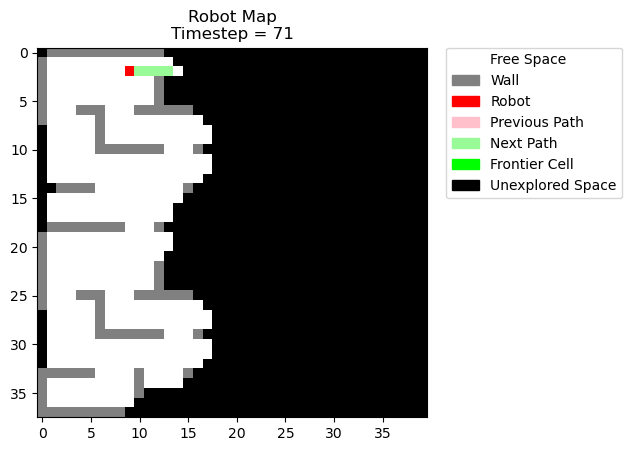 Robot Map
Timestep = 71
0
5
10
15
20
25
30
35
0
5
10
15
20
25
30
35
Free Space
Wall
Robot
Previous Path
Next Path
Frontier Cell
Unexplored Space